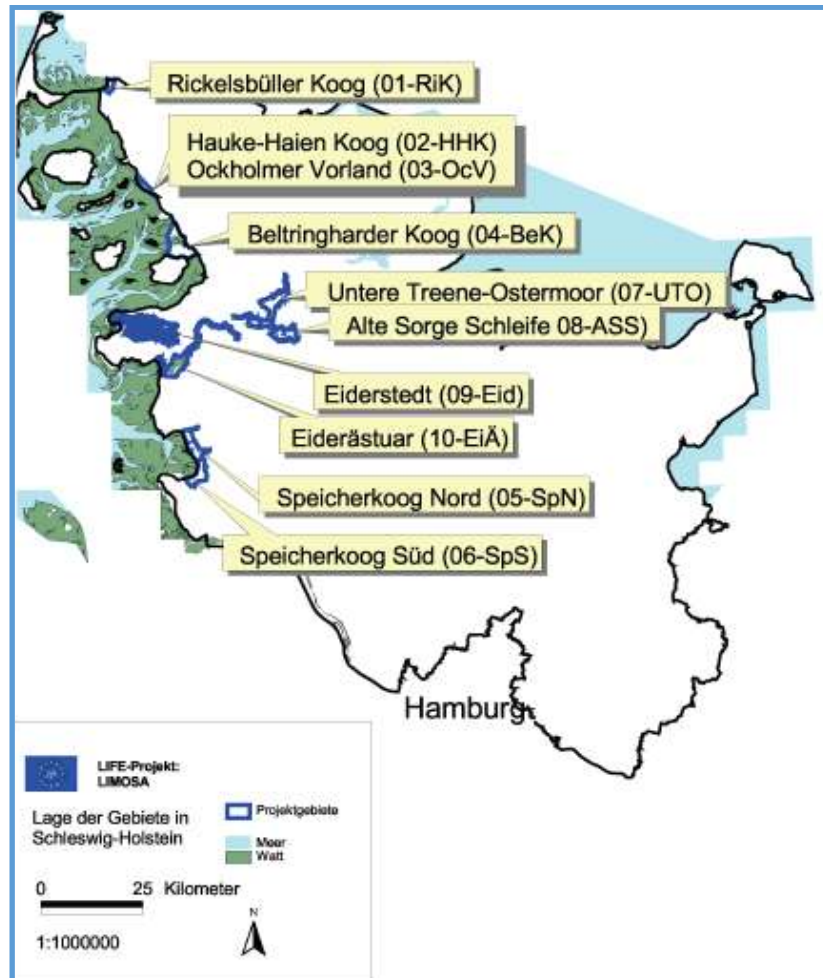 Rickelsbüller Koog (01-RiK)
Hauke-Haien Koog (02-HHK)
Ockholmer Vorland (03-OcV)
Beltringharder Koog (04-BeK)
Untere Treene-Ostermoor (07-UTO)
Alte Sorge Schleife 08-ASS)
Eiderstedt (09-Eid)
Eiderästuar (10-EiÄ)
Speicherkoog Nord (05-SpN)
Speicherkoog Süd (06-SpS)
Hamburg
LIFE-Projekt:
LIMOSA
Lage der Gebiete in
Schleswig-Holstein
Projektgebiete
Meer
Watt
0 25 Kilometer
N
1:1000000